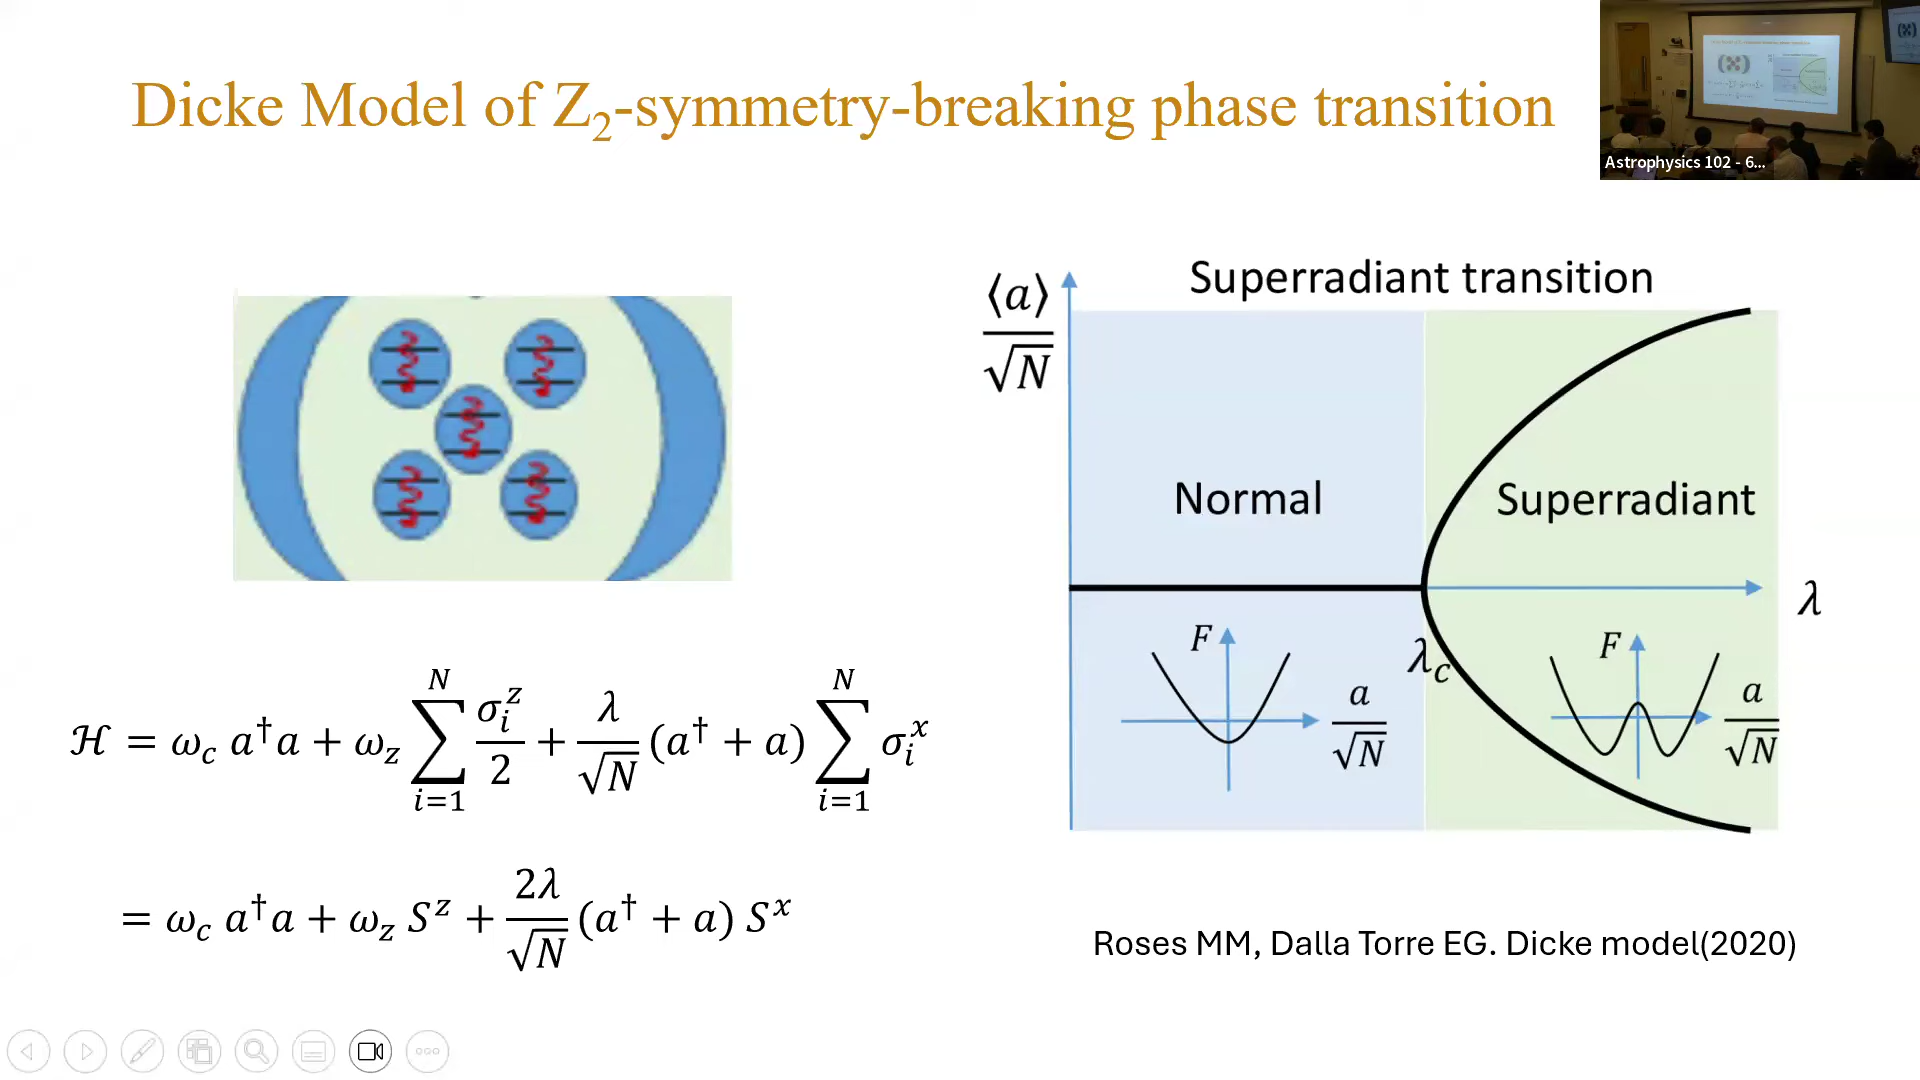 Dicke Model of Z₂-symmetry-breaking phase transition
Astrophysics 102 - 6...
Superradiant transition
⟨a⟩/√N
Normal
Superradiant
λ
λ_c
F
a/√N
F
a/√N
ℋ = ω_c a†a + ω_z ∑_{i=1}^{N} σ_i^z/2 + λ/√N (a† + a) ∑_{i=1}^{N} σ_i^x
= ω_c a†a + ω_z S^z + 2λ/√N (a† + a) S^x
Roses MM, Dalla Torre EG. Dicke model(2020)